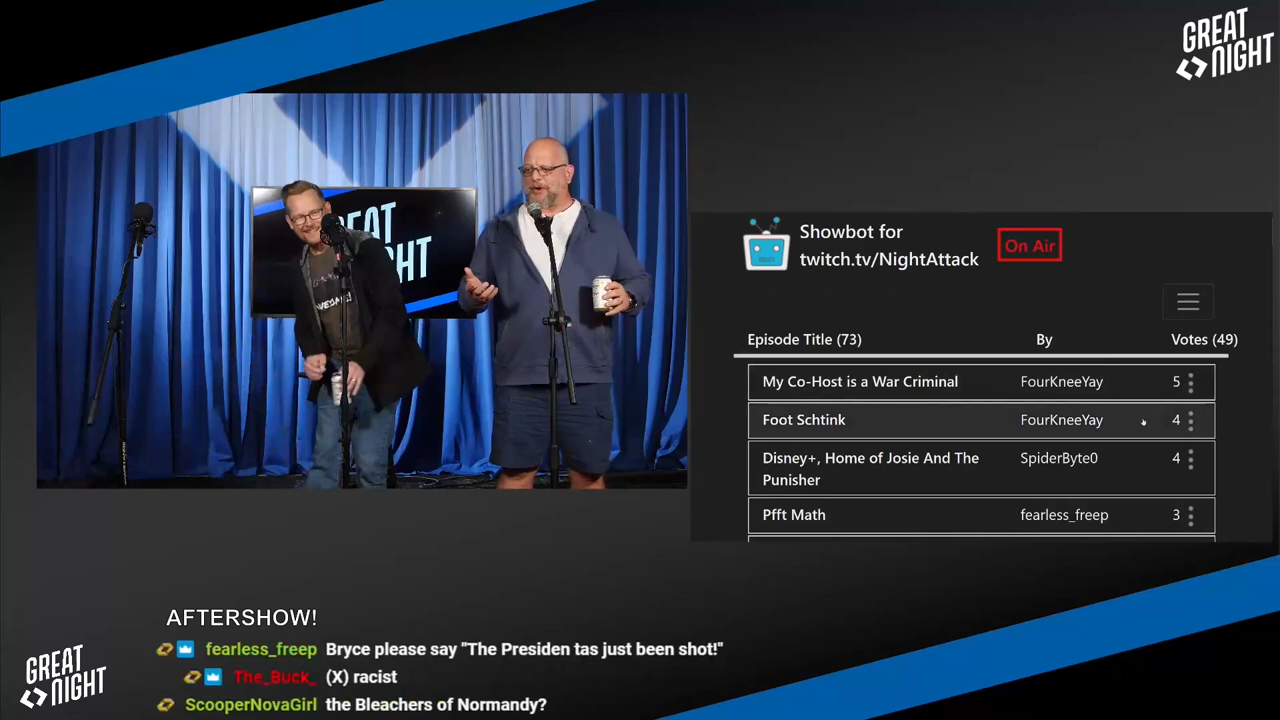 GREAT
NIGHT
GREAT
NIGHT
Showbot for
twitch.tv/NightAttack
On Air
Episode Title (73) By Votes (49)
My Co-Host is a War Criminal FourKneeYay 5
Foot Schtink FourKneeYay 4
Disney+, Home of Josie And The
Punisher SpiderByte0 4
Pfft Math fearless_freep 3
AFTERSHOW!
fearless_freep Bryce please say "The Presiden tas just been shot!"
The_Buck_ (X) racist
ScooperNovaGirl the Bleachers of Normandy?
GREAT
NIGHT